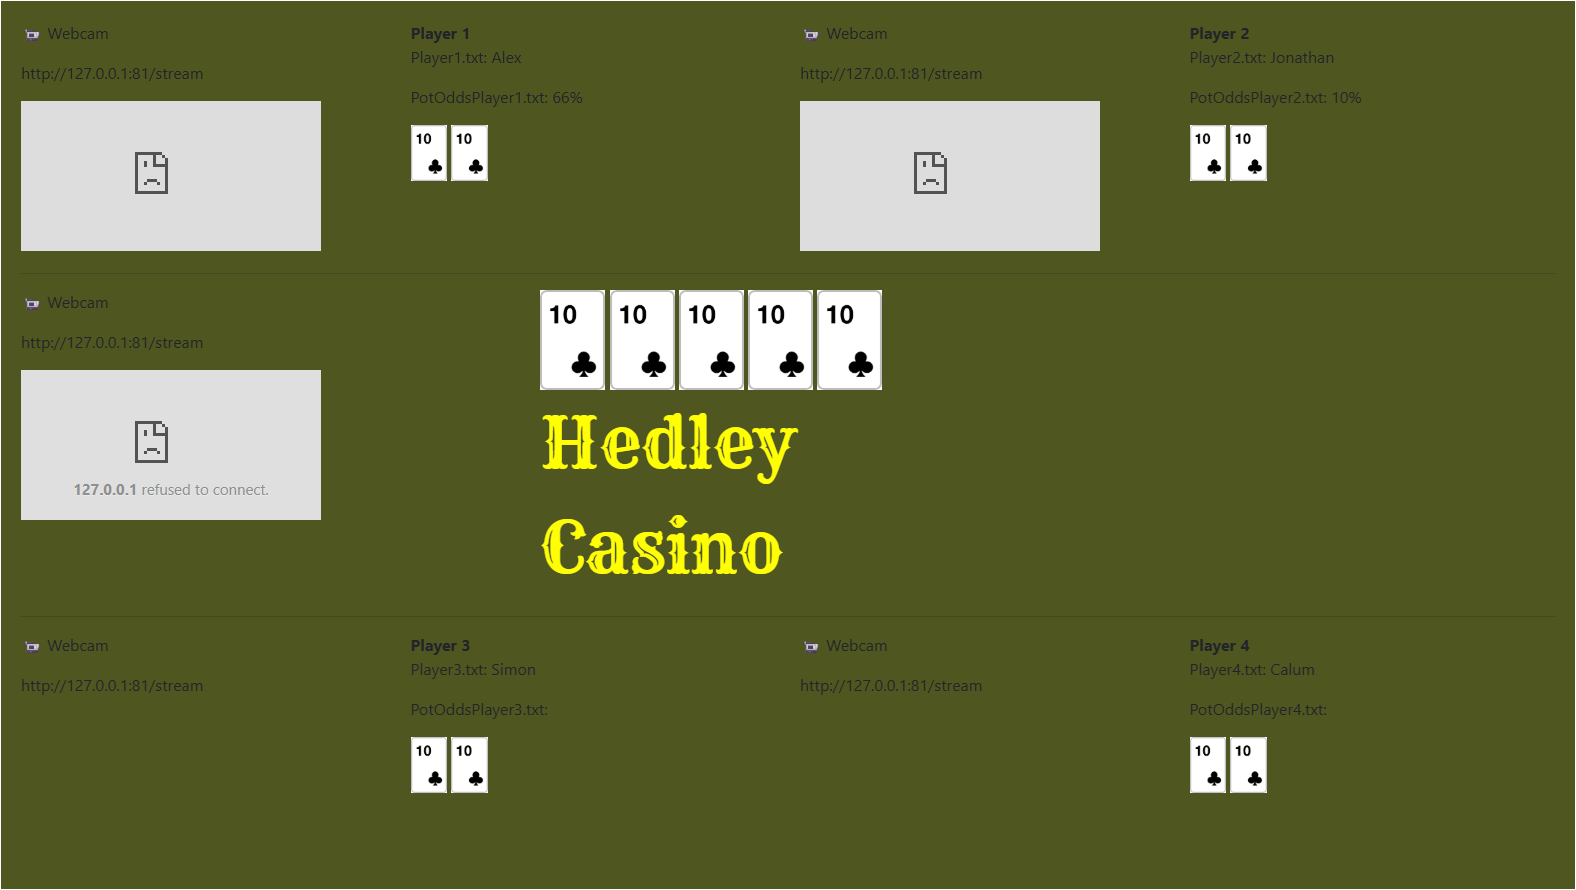 Webcam
http://127.0.0.1:81/stream
Player 1
Player1.txt: Alex
PotOddsPlayer1.txt: 66%
10 10
Webcam
http://127.0.0.1:81/stream
Player 2
Player2.txt: Jonathan
PotOddsPlayer2.txt: 10%
10 10
Webcam
http://127.0.0.1:81/stream
127.0.0.1 refused to connect.
10 10 10 10 10
Hedley
Casino
Webcam
http://127.0.0.1:81/stream
Player 3
Player3.txt: Simon
PotOddsPlayer3.txt:
10 10
Webcam
http://127.0.0.1:81/stream
Player 4
Player4.txt: Calum
PotOddsPlayer4.txt:
10 10